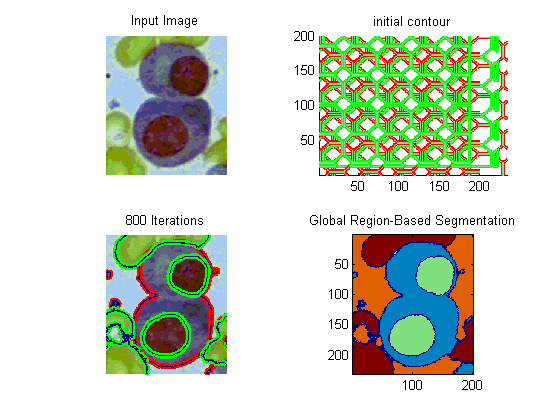 Input Image
initial contour
200
150
100
50
50 100 150 200
800 Iterations
Global Region-Based Segmentation
50
100
150
200
100 200